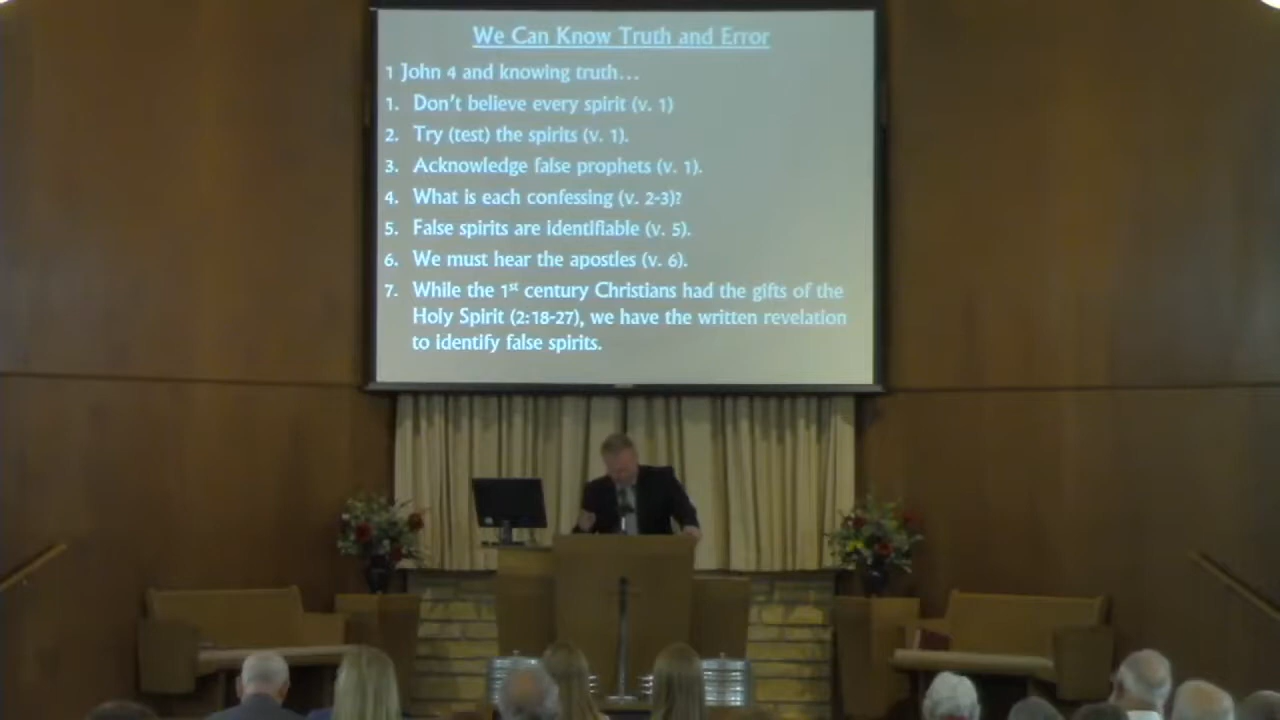 We Can Know Truth and Error
1 John 4 and knowing truth...
1. Don't believe every spirit (v. 1)
2. Try (test) the spirits (v. 1).
3. Acknowledge false prophets (v. 1).
4. What is each confessing (v. 2-3)?
5. False spirits are identifiable (v. 5).
6. We must hear the apostles (v. 6).
7. While the 1st century Christians had the gifts of the
Holy Spirit (2:18-27), we have the written revelation
to identify false spirits.